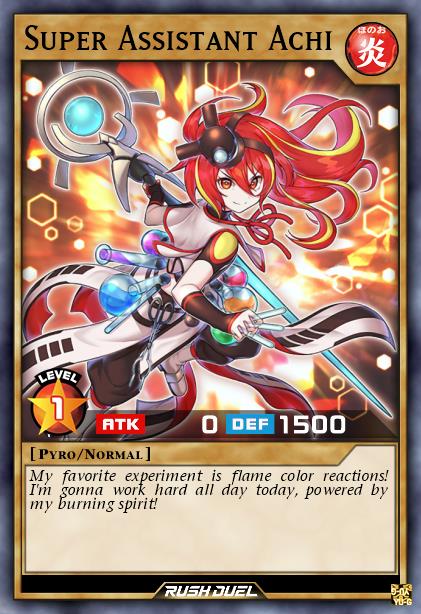 Super Assistant Achi
ほのお
炎
LEVEL
1
ATK 0 DEF 1500
[Pyro/Normal]
My favorite experiment is flame color reactions!
I'm gonna work hard all day today, powered by
my burning spirit!
RUSH DUEL